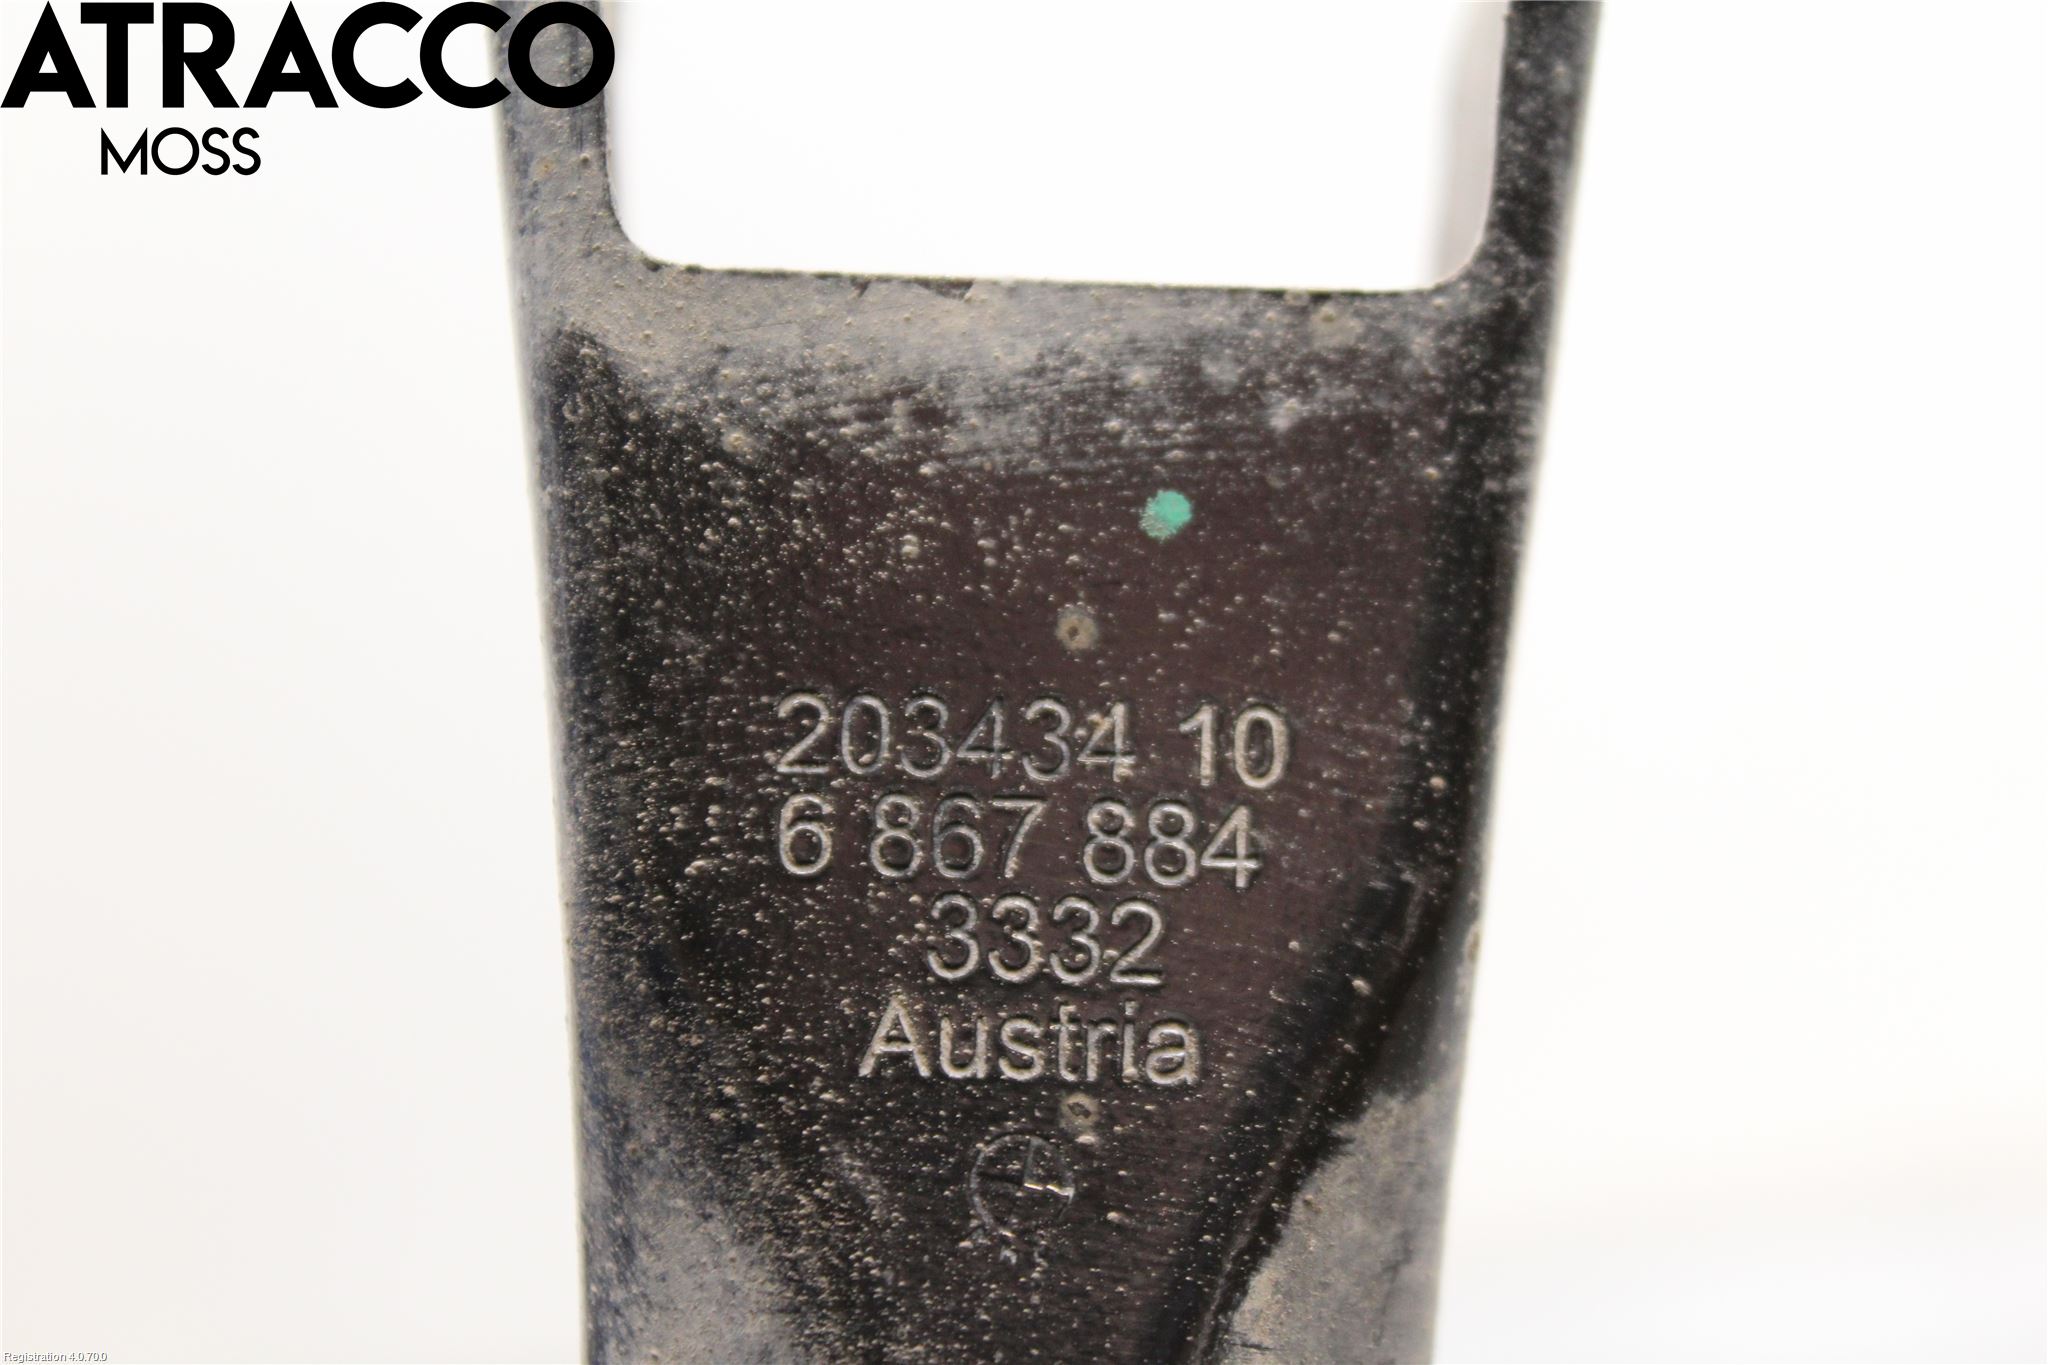 ATRACCO
MOSS
203434 10
6 867 884
3332
Austria
Registration 4.0.70.0